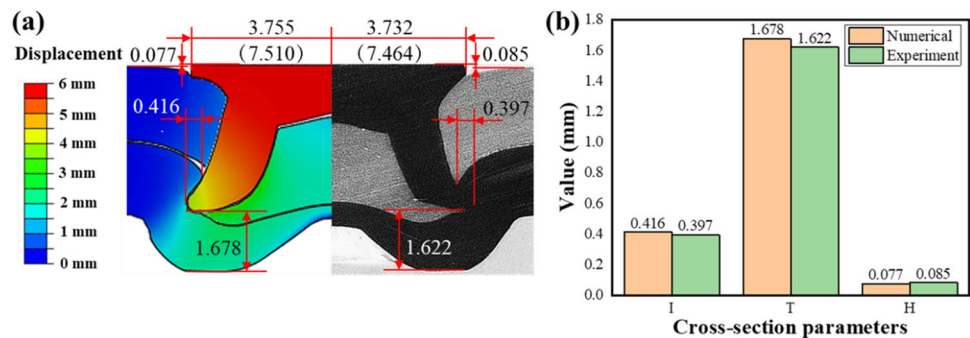 (a)
3.755
3.732
Displacement
0.077
(7.510)
(7.464)
0.085
6 mm
5 mm
4 mm
3 mm
2 mm
1 mm
0 mm
0.416
0.397
1.678
1.622
(b)
1.8
1.6
1.4
1.2
1.0
0.8
0.6
0.4
0.2
0.0
Value (mm)
Numerical
Experiment
0.416
0.397
1.678
1.622
0.077
0.085
I
T
H
Cross-section parameters